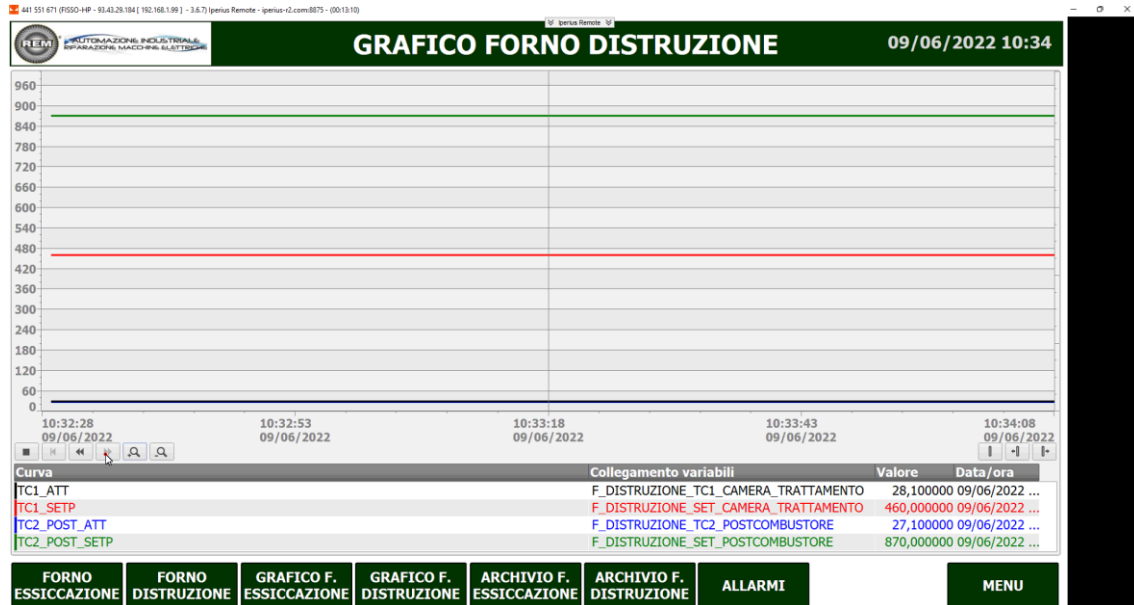 441 551 671 (FISSO-HP - 93.43.29.184 [ 192.168.1.99 ] - 3.6.7) Iperius Remote - iperius-r2.com:8875 - (00:13:10)
Iperius Remote
REM
AUTOMAZIONE INDUSTRIALE
RIPARAZIONE MACCHINE ELETTRICHE
GRAFICO FORNO DISTRUZIONE
09/06/2022 10:34
960
900
840
780
720
660
600
540
480
420
360
300
240
180
120
60
0
10:32:28 10:32:53 10:33:18 10:33:43 10:34:08
09/06/2022 09/06/2022 09/06/2022 09/06/2022 09/06/2022
Curva Collegamento variabili Valore Data/ora
TC1_ATT F_DISTRUZIONE_TC1_CAMERA_TRATTAMENTO 28,100000 09/06/2022 ...
TC1_SETP F_DISTRUZIONE_SET_CAMERA_TRATTAMENTO 460,000000 09/06/2022 ...
TC2_POST_ATT F_DISTRUZIONE_TC2_POSTCOMBUSTORE 27,100000 09/06/2022 ...
TC2_POST_SETP F_DISTRUZIONE_SET_POSTCOMBUSTORE 870,000000 09/06/2022 ...
FORNO FORNO GRAFICO F. GRAFICO F. ARCHIVIO F. ARCHIVIO F.
ESSICCAZIONE DISTRUZIONE ESSICCAZIONE DISTRUZIONE ESSICCAZIONE DISTRUZIONE ALLARMI MENU